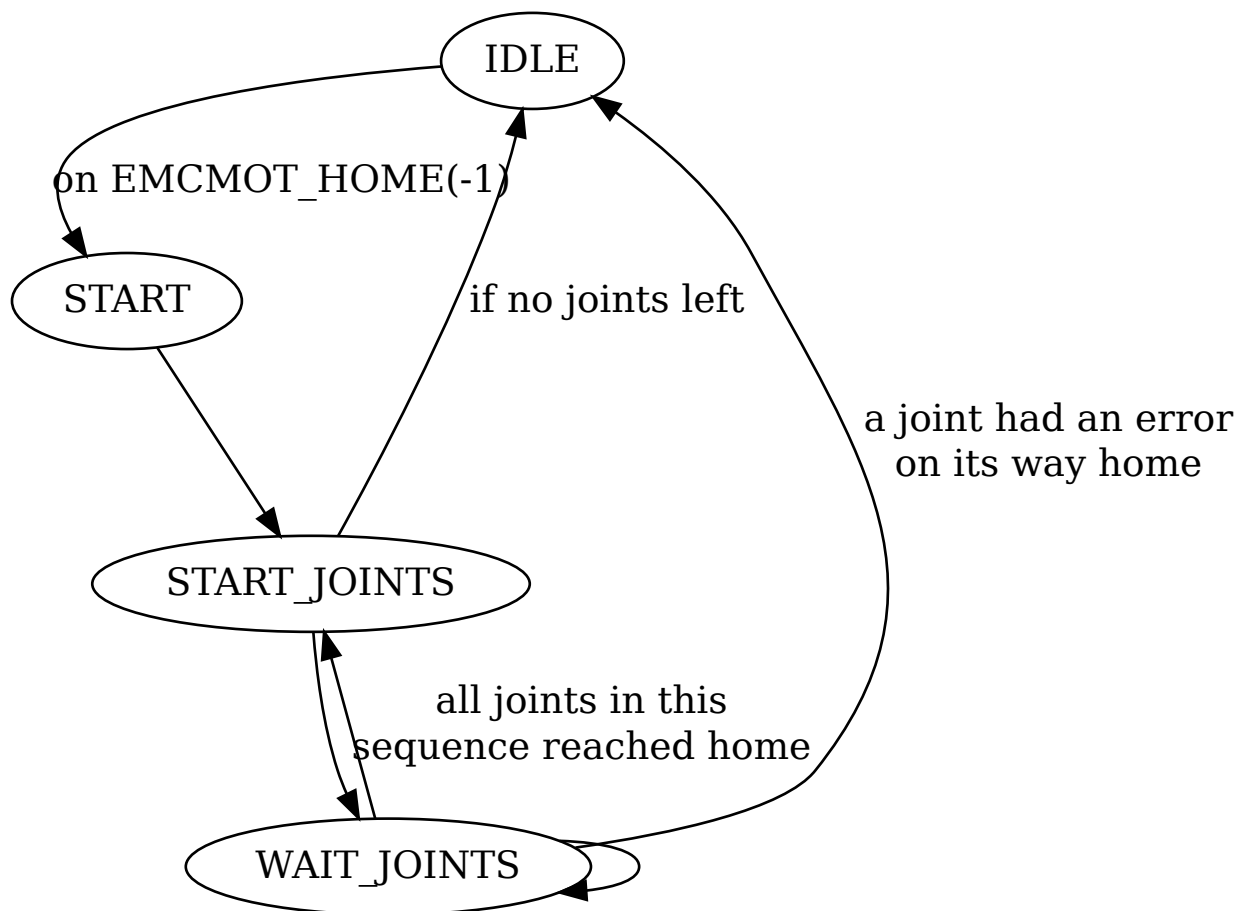 IDLE
on EMCMOT_HOME(-1)
START
if no joints left
a joint had an error
on its way home
START_JOINTS
all joints in this
sequence reached home
WAIT_JOINTS